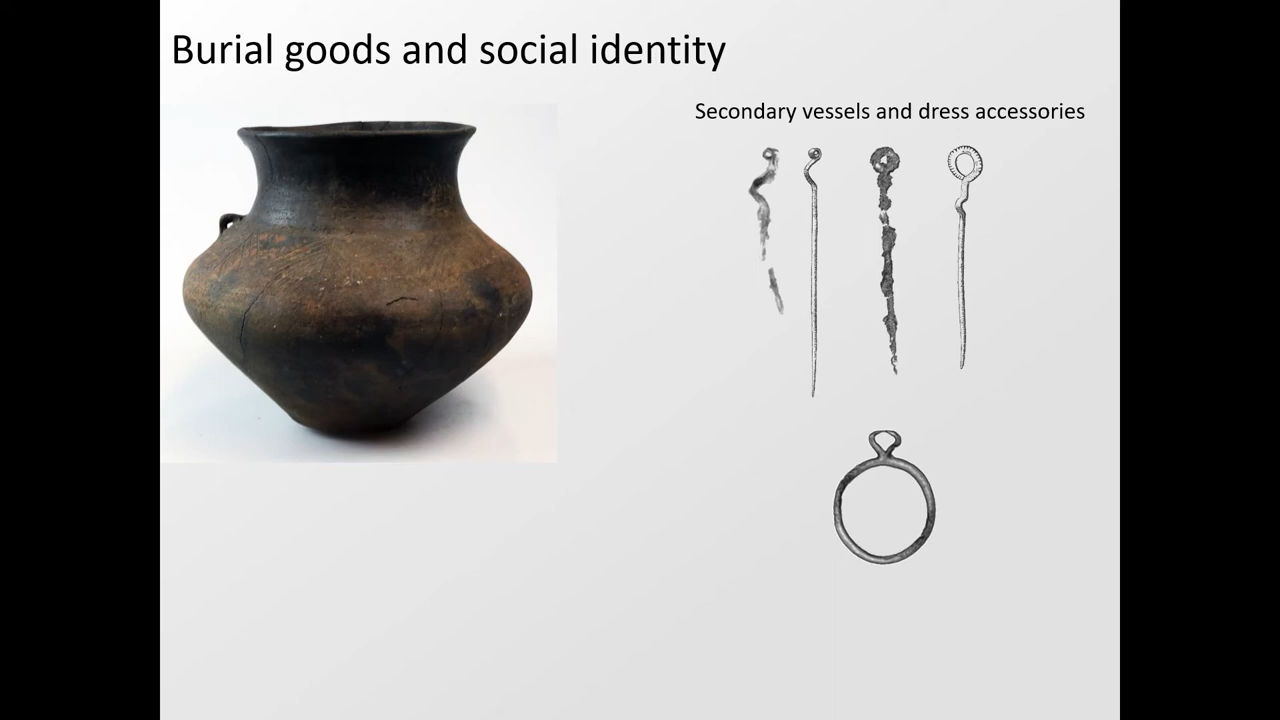 Burial goods and social identity
Secondary vessels and dress accessories